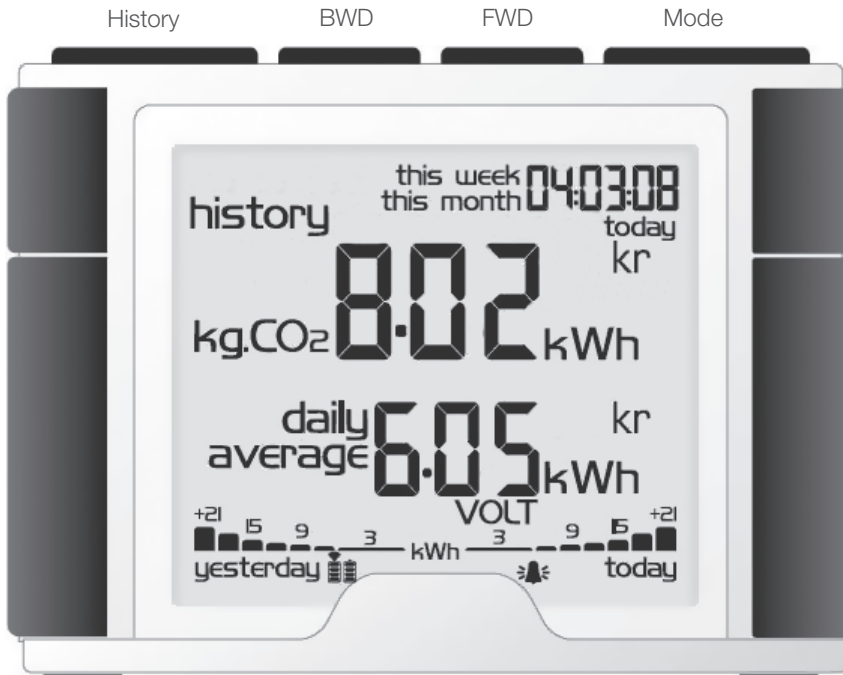 History BWD FWD Mode
this week 04:03:08
this month
history today
kr
kg.CO2 8.02 kWh
daily kr
average 6.05 kWh
VOLT
+21 15 9 3 kWh 3 9 15 +21
yesterday today